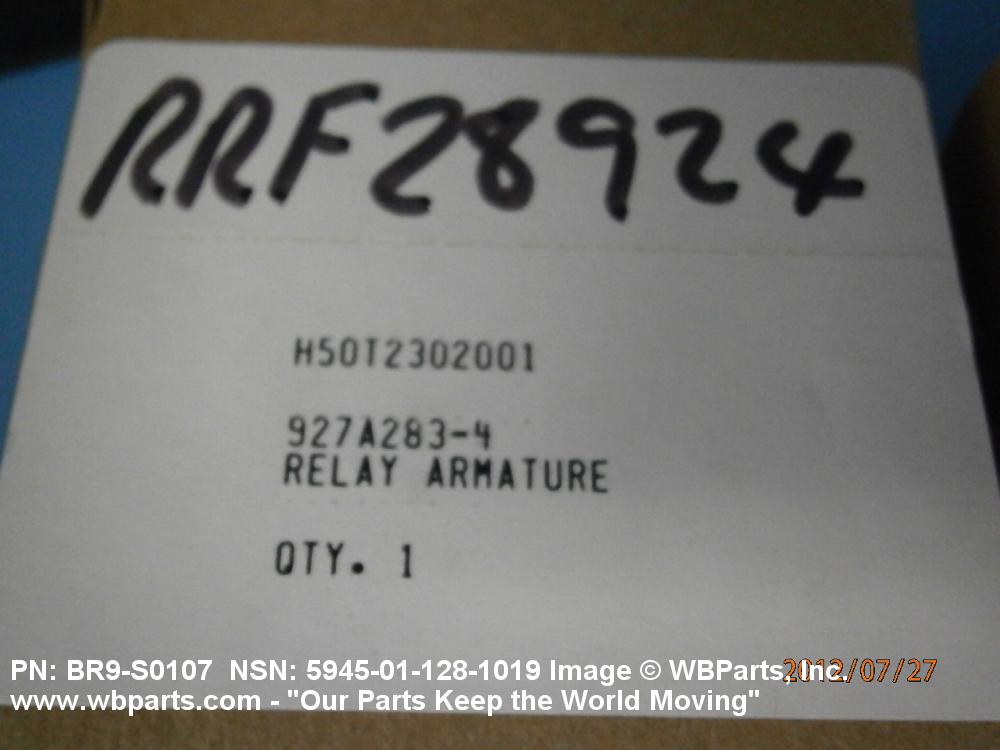 RRF28924
H50T2302001
927A283-4
RELAY ARMATURE
QTY. 1
PN: BR9-S0107 NSN: 5945-01-128-1019 Image © WBParts, Inc.
2012/07/27
www.wbparts.com - "Our Parts Keep the World Moving"